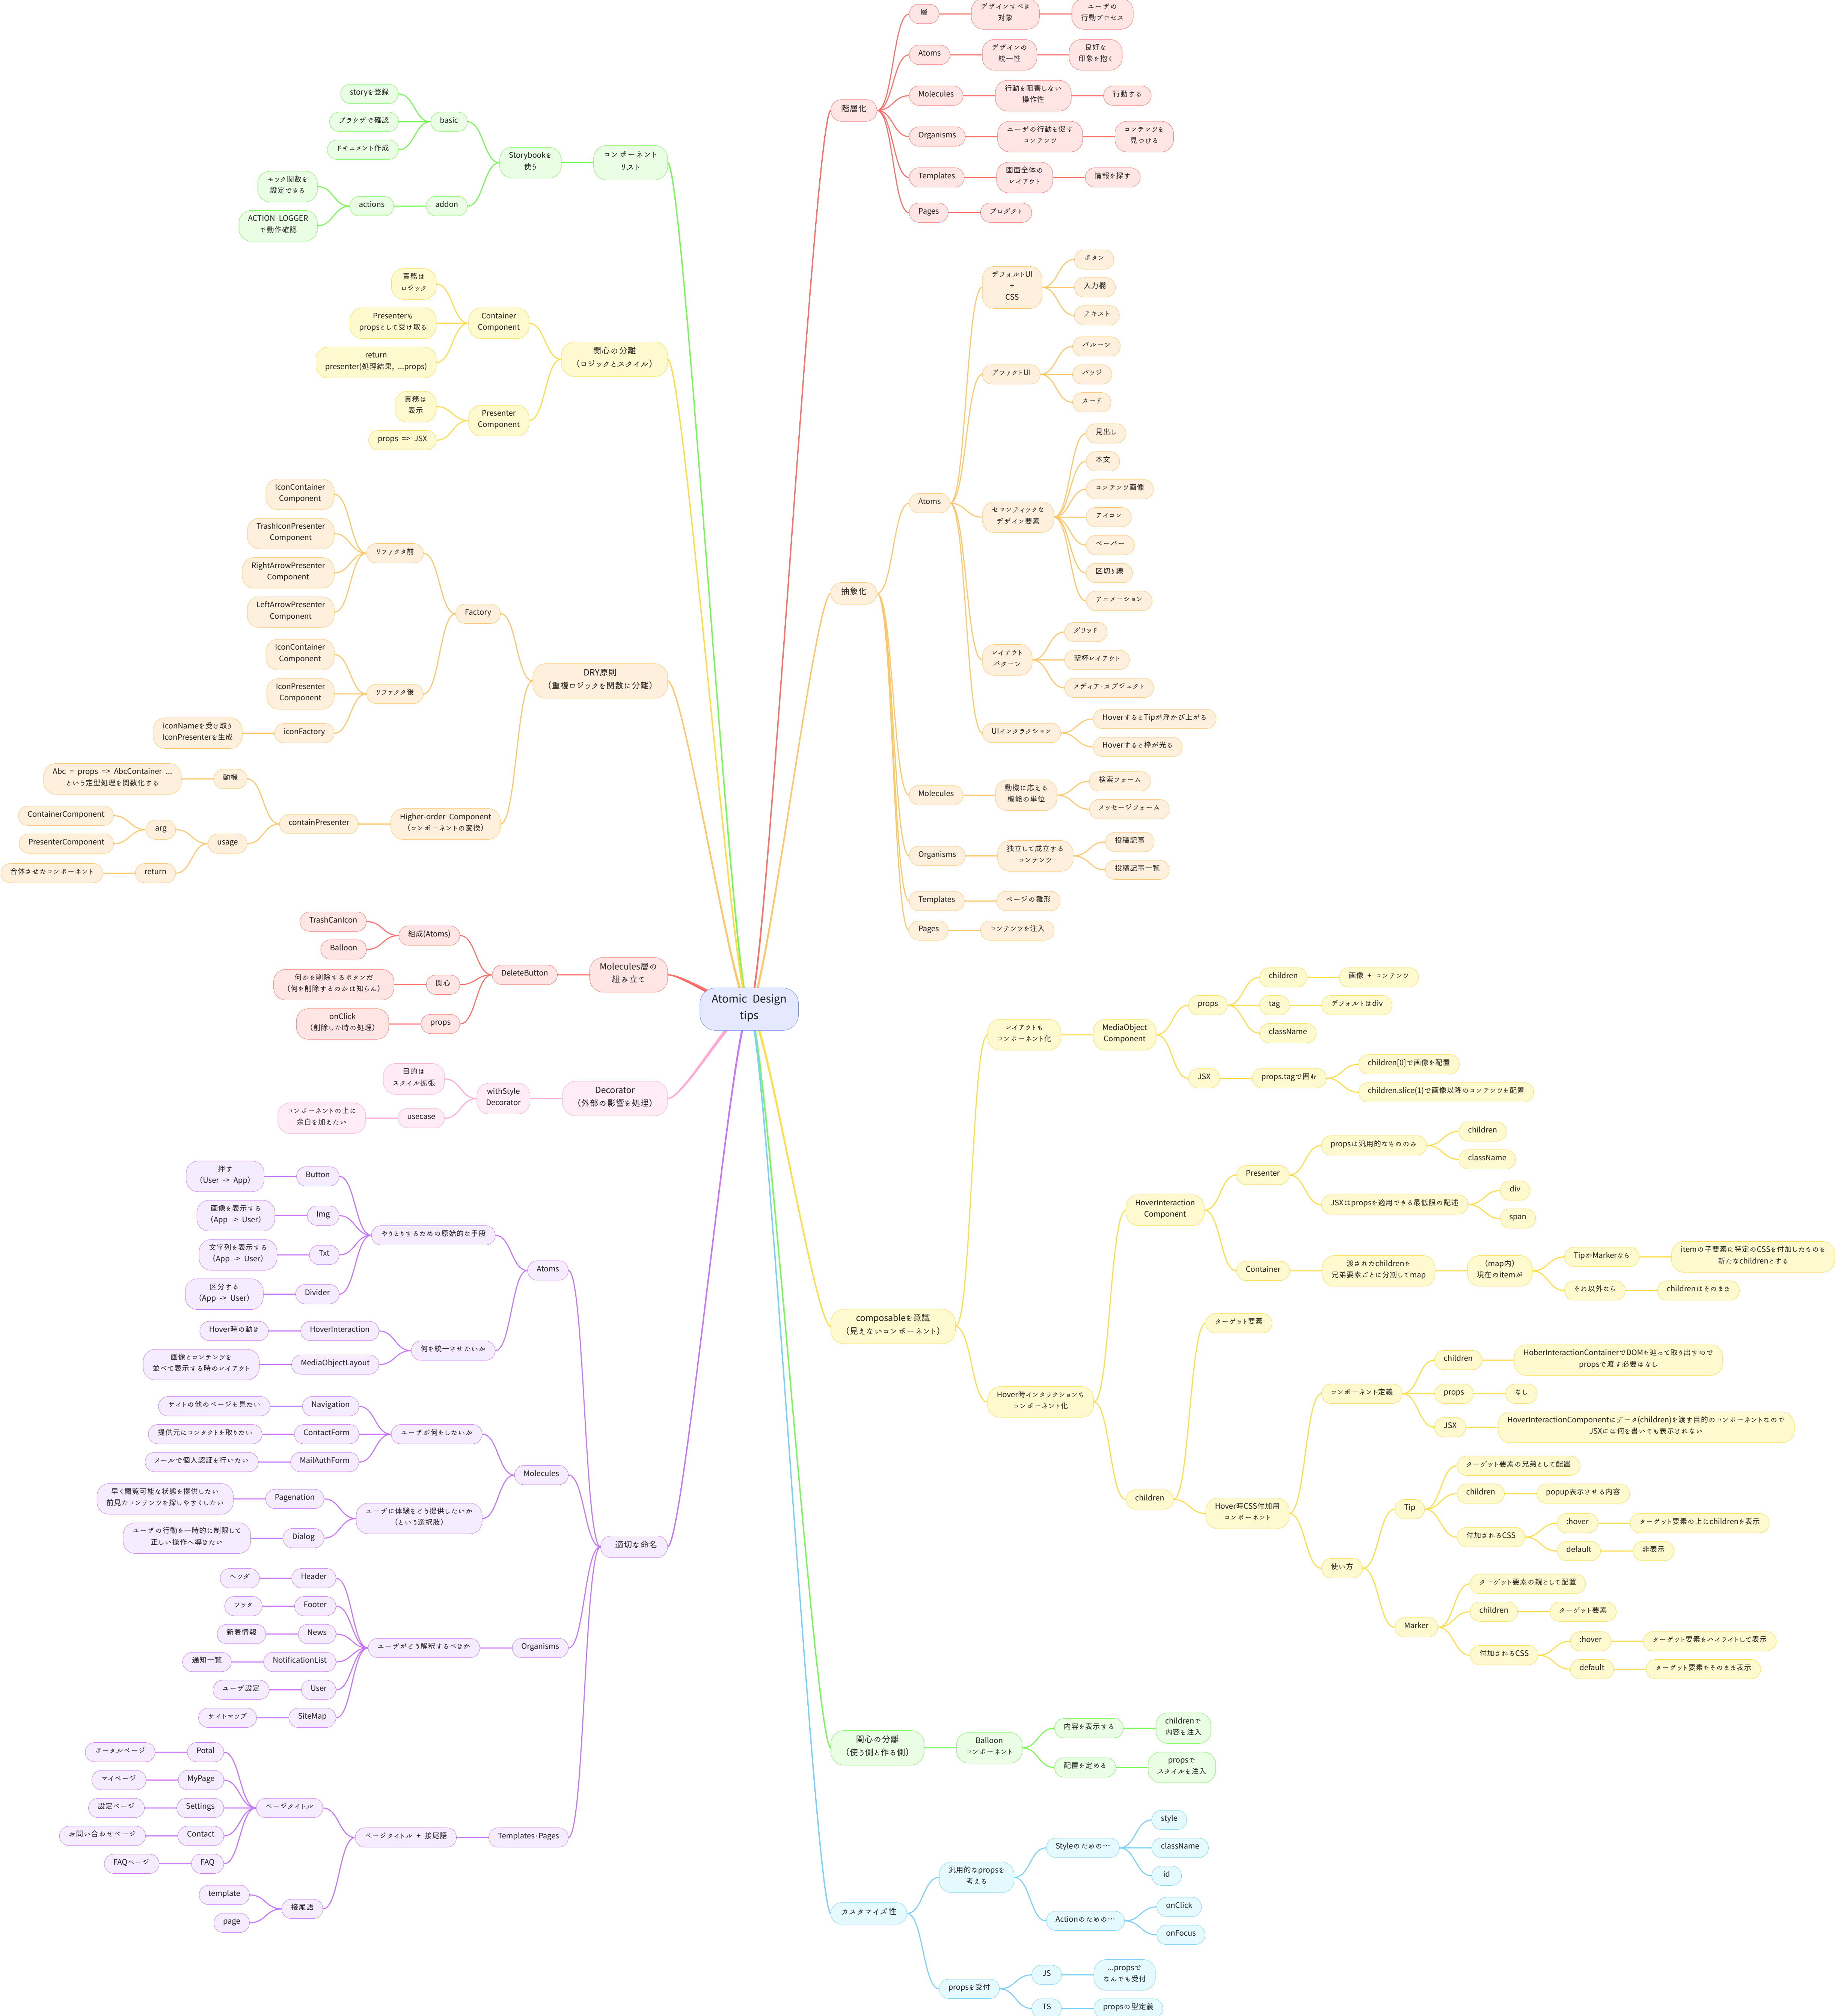 Atomic Design
tips
階層化
層
デザインすべき
対象
ユーザの
行動プロセス
Atoms
デザインの
統一性
良好な
印象を抱く
Molecules
行動を阻害しない
操作性
行動する
Organisms
ユーザの行動を促す
コンテンツ
コンテンツを
見つける
Templates
画面全体の
レイアウト
情報を探す
Pages
プロダクト
抽象化
Atoms
デフォルトUI
+
CSS
ボタン
入力欄
テキスト
デファクトUI
バルーン
バッジ
カード
セマンティックな
デザイン要素
見出し
本文
コンテンツ画像
アイコン
ペーパー
区切り線
アニメーション
レイアウト
パターン
グリッド
聖杯レイアウト
メディア・オブジェクト
UIインタラクション
HoverするとTipが浮かび上がる
Hoverすると枠が光る
Molecules
動機に応える
機能の単位
検索フォーム
メッセージフォーム
Organisms
独立して成立する
コンテンツ
投稿記事
投稿記事一覧
Templates
ページの雛形
Pages
コンテンツを注入
composableを意識
（見えないコンポーネント）
レイアウトも
コンポーネント化
MediaObject
Component
props
children
画像 + コンテンツ
tag
デフォルトはdiv
className
JSX
props.tagで囲む
children[0]で画像を配置
children.slice(1)で画像以降のコンテンツを配置
Hover時インタラクションも
コンポーネント化
HoverInteraction
Component
Presenter
propsは汎用的なもののみ
children
className
JSXはpropsを適用できる最低限の記述
div
span
Container
渡されたchildrenを
兄弟要素ごとに分割してmap
（map内）
現在のitemが
TipかMarkerなら
itemの子要素に特定のCSSを付加したものを
新たなchildrenとする
それ以外なら
childrenはそのまま
children
ターゲット要素
Hover時CSS付加用
コンポーネント
コンポーネント定義
children
HoberInteractionContainerでDOMを辿って取り出すので
propsで渡す必要はなし
props
なし
JSX
HoverInteractionComponentにデータ(children)を渡す目的のコンポーネントなので
JSXには何を書いても表示されない
使い方
Tip
ターゲット要素の兄弟として配置
children
popup表示させる内容
付加されるCSS
:hover
ターゲット要素の上にchildrenを表示
default
非表示
Marker
ターゲット要素の親として配置
children
ターゲット要素
付加されるCSS
:hover
ターゲット要素をハイライトして表示
default
ターゲット要素をそのまま表示
関心の分離
（使う側と作る側）
Balloon
コンポーネント
内容を表示する
childrenで
内容を注入
配置を定める
propsで
スタイルを注入
カスタマイズ性
汎用的なpropsを
考える
Styleのための…
style
className
id
Actionのための…
onClick
onFocus
propsを受付
JS
...propsで
なんでも受付
TS
propsの型定義
コンポーネント
リスト
Storybookを
使う
basic
storyを登録
ブラウザで確認
ドキュメント作成
addon
actions
モック関数を
設定できる
ACTION LOGGER
で動作確認
関心の分離
（ロジックとスタイル）
Container
Component
責務は
ロジック
Presenterも
propsとして受け取る
return
presenter(処理結果, ...props)
Presenter
Component
責務は
表示
props => JSX
DRY原則
（重複ロジックを関数に分離）
Factory
リファクタ前
IconContainer
Component
TrashIconPresenter
Component
RightArrowPresenter
Component
LeftArrowPresenter
Component
リファクタ後
IconContainer
Component
IconPresenter
Component
iconFactory
iconNameを受け取り
IconPresenterを生成
Higher-order Component
（コンポーネントの変換）
containPresenter
動機
Abc = props => AbcContainer ...
という定型処理を関数化する
usage
arg
ContainerComponent
PresenterComponent
return
合体させたコンポーネント
Molecules層の
組み立て
DeleteButton
組成(Atoms)
TrashCanIcon
Balloon
関心
何かを削除するボタンだ
（何を削除するのかは知らん）
props
onClick
（削除した時の処理）
Decorator
（外部の影響を処理）
withStyle
Decorator
目的は
スタイル拡張
usecase
コンポーネントの上に
余白を加えたい
適切な命名
Atoms
やりとりするための原始的な手段
Button
押す
（User -> App）
Img
画像を表示する
（App -> User）
Txt
文字列を表示する
（App -> User）
Divider
区分する
（App -> User）
何を統一させたいか
HoverInteraction
Hover時の動き
MediaObjectLayout
画像とコンテンツを
並べて表示する時のレイアウト
Molecules
ユーザが何をしたいか
Navigation
サイトの他のページを見たい
ContactForm
提供元にコンタクトを取りたい
MailAuthForm
メールで個人認証を行いたい
ユーザに体験をどう提供したいか
（という選択肢）
Pagenation
早く閲覧可能な状態を提供したい
前見たコンテンツを探しやすくしたい
Dialog
ユーザの行動を一時的に制限して
正しい操作へ導きたい
Organisms
ユーザがどう解釈するべきか
Header
ヘッダ
Footer
フッタ
News
新着情報
NotificationList
通知一覧
User
ユーザ設定
SiteMap
サイトマップ
Templates·Pages
ページタイトル + 接尾語
ページタイトル
Potal
ポータルページ
MyPage
マイページ
Settings
設定ページ
Contact
お問い合わせページ
FAQ
FAQページ
接尾語
template
page